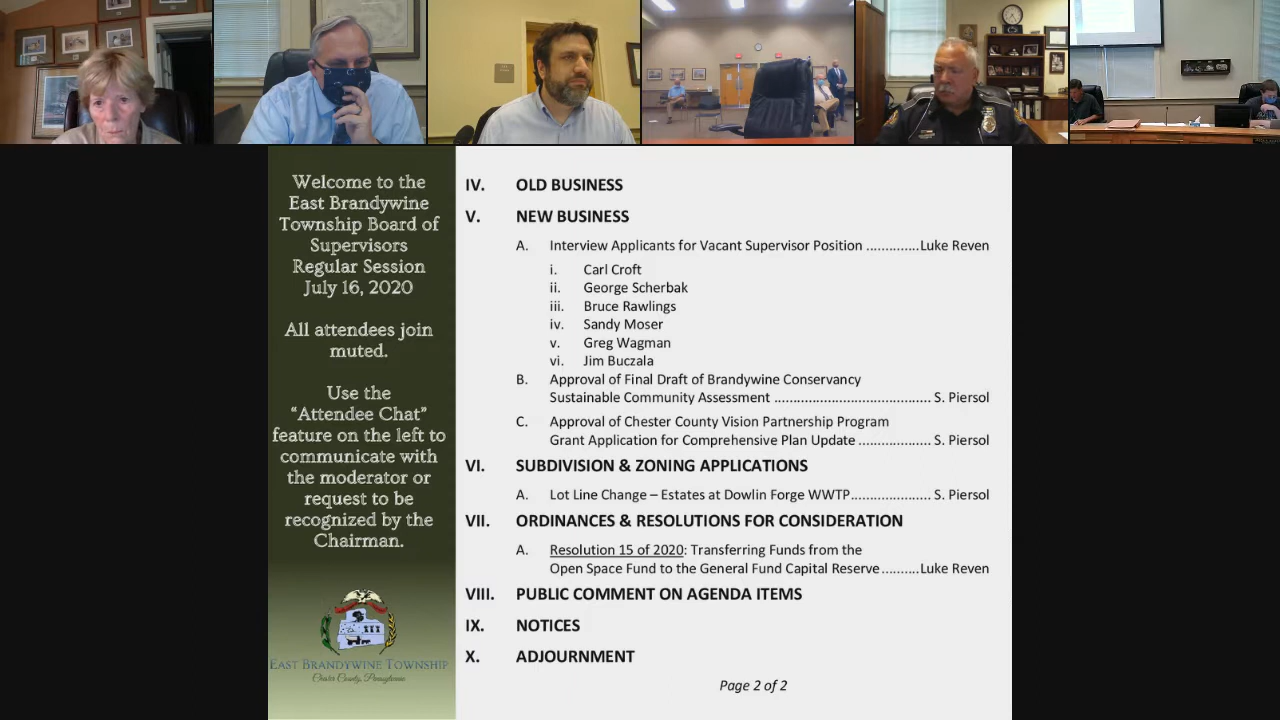 Welcome to the
East Brandywine
Township Board of
Supervisors
Regular Session
July 16, 2020
All attendees join
muted.
Use the
“Attendee Chat”
feature on the left to
communicate with
the moderator or
request to be
recognized by the
Chairman.
EAST BRANDYWINE TOWNSHIP
Chester County, Pennsylvania
IV. OLD BUSINESS
V. NEW BUSINESS
A. Interview Applicants for Vacant Supervisor Position ..............Luke Reven
i. Carl Croft
ii. George Scherbak
iii. Bruce Rawlings
iv. Sandy Moser
v. Greg Wagman
vi. Jim Buczala
B. Approval of Final Draft of Brandywine Conservancy
Sustainable Community Assessment ......................................... S. Piersol
C. Approval of Chester County Vision Partnership Program
Grant Application for Comprehensive Plan Update ................... S. Piersol
VI. SUBDIVISION & ZONING APPLICATIONS
A. Lot Line Change – Estates at Dowlin Forge WWTP..................... S. Piersol
VII. ORDINANCES & RESOLUTIONS FOR CONSIDERATION
A. Resolution 15 of 2020: Transferring Funds from the
Open Space Fund to the General Fund Capital Reserve..........Luke Reven
VIII. PUBLIC COMMENT ON AGENDA ITEMS
IX. NOTICES
X. ADJOURNMENT
Page 2 of 2